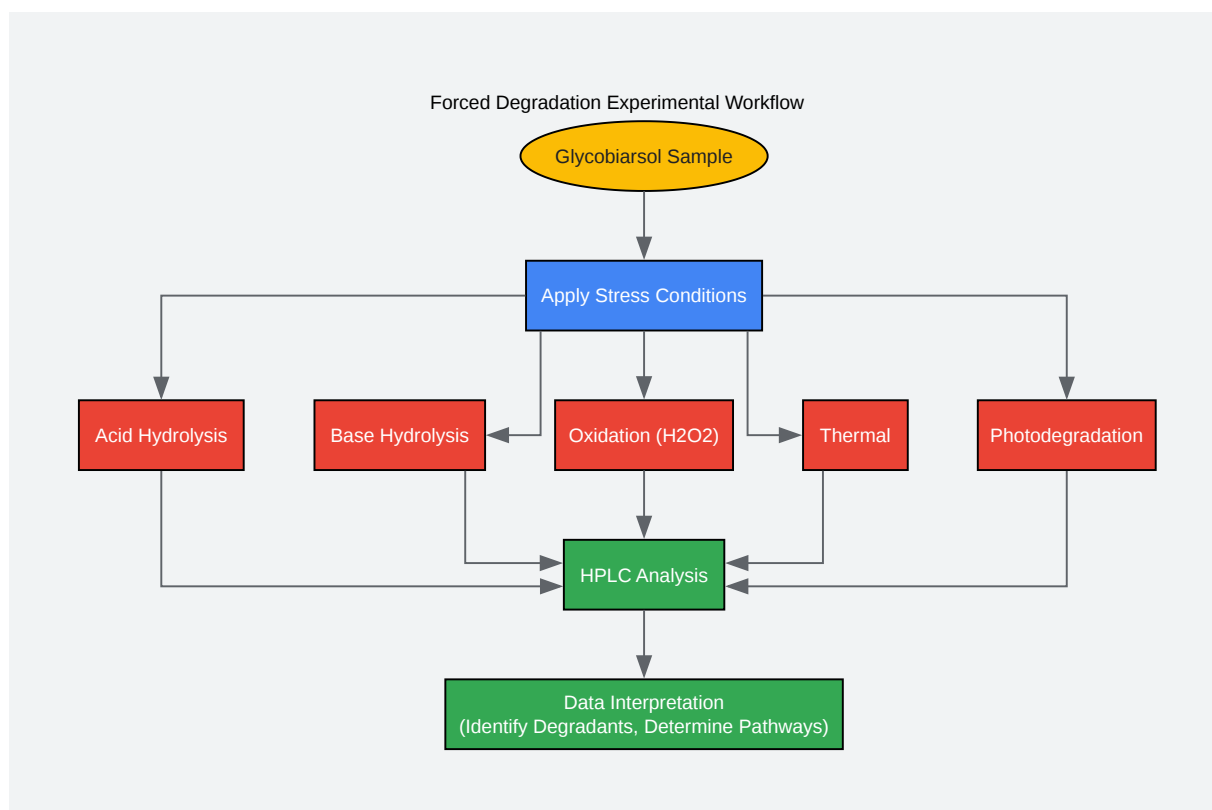 Forced Degradation Experimental Workflow
Glycobiarsol Sample
Apply Stress Conditions
Acid Hydrolysis
Base Hydrolysis
Oxidation (H2O2)
Thermal
Photodegradation
HPLC Analysis
Data Interpretation
(Identify Degradants, Determine Pathways)